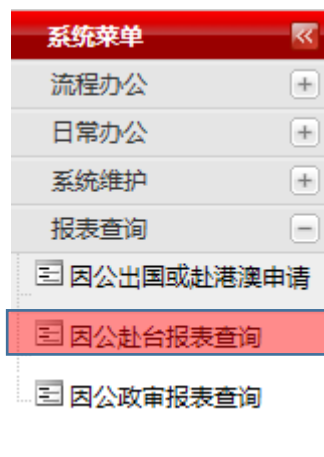 系统菜单
流程办公
日常办公
系统维护
报表查询
因公出国或赴港澳申请
因公赴台报表查询
因公政审报表查询